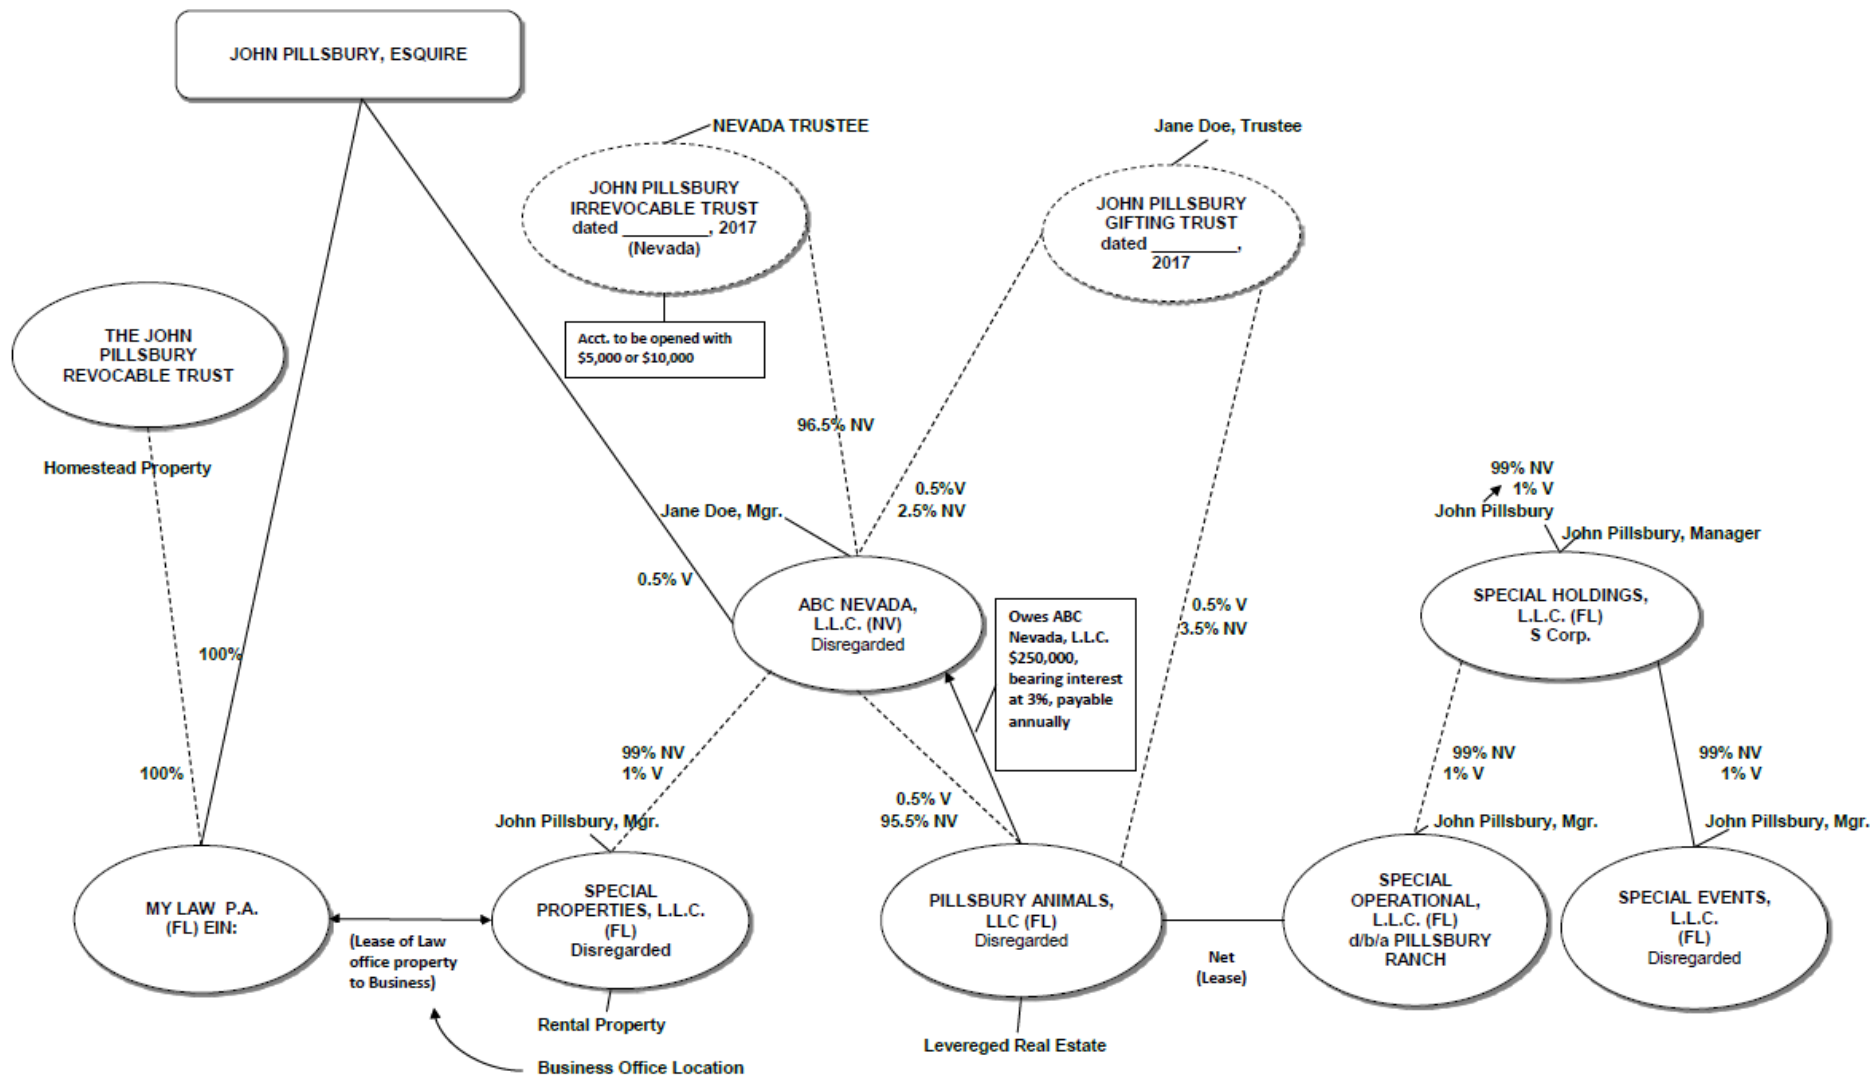 JOHN PILLSBURY, ESQUIRE
NEVADA TRUSTEE
Jane Doe, Trustee
JOHN PILLSBURY
IRREVOCABLE TRUST
dated _________, 2017
(Nevada)
JOHN PILLSBURY
GIFTING TRUST
dated _________,
2017
THE JOHN
PILLSBURY
REVOCABLE TRUST
Acct. to be opened with
$5,000 or $10,000
Homestead Property
96.5% NV
0.5%V
2.5% NV
Jane Doe, Mgr.
99% NV
1% V
John Pillsbury
John Pillsbury, Manager
0.5% V
ABC NEVADA,
L.L.C. (NV)
Disregarded
Owes ABC
Nevada, L.L.C.
$250,000,
bearing interest
at 3%, payable
annually
0.5% V
3.5% NV
SPECIAL HOLDINGS,
L.L.C. (FL)
S Corp.
100%
100%
99% NV
1% V
0.5% V
95.5% NV
99% NV
1% V
99% NV
1% V
John Pillsbury, Mgr.
John Pillsbury, Mgr.
John Pillsbury, Mgr.
MY LAW P.A.
(FL) EIN:
(Lease of Law
office property
to Business)
SPECIAL
PROPERTIES, L.L.C.
(FL)
Disregarded
PILLSBURY ANIMALS,
LLC (FL)
Disregarded
Net
(Lease)
SPECIAL
OPERATIONAL,
L.L.C. (FL)
d/b/a PILLSBURY
RANCH
SPECIAL EVENTS,
L.L.C.
(FL)
Disregarded
Rental Property
Levereged Real Estate
Business Office Location